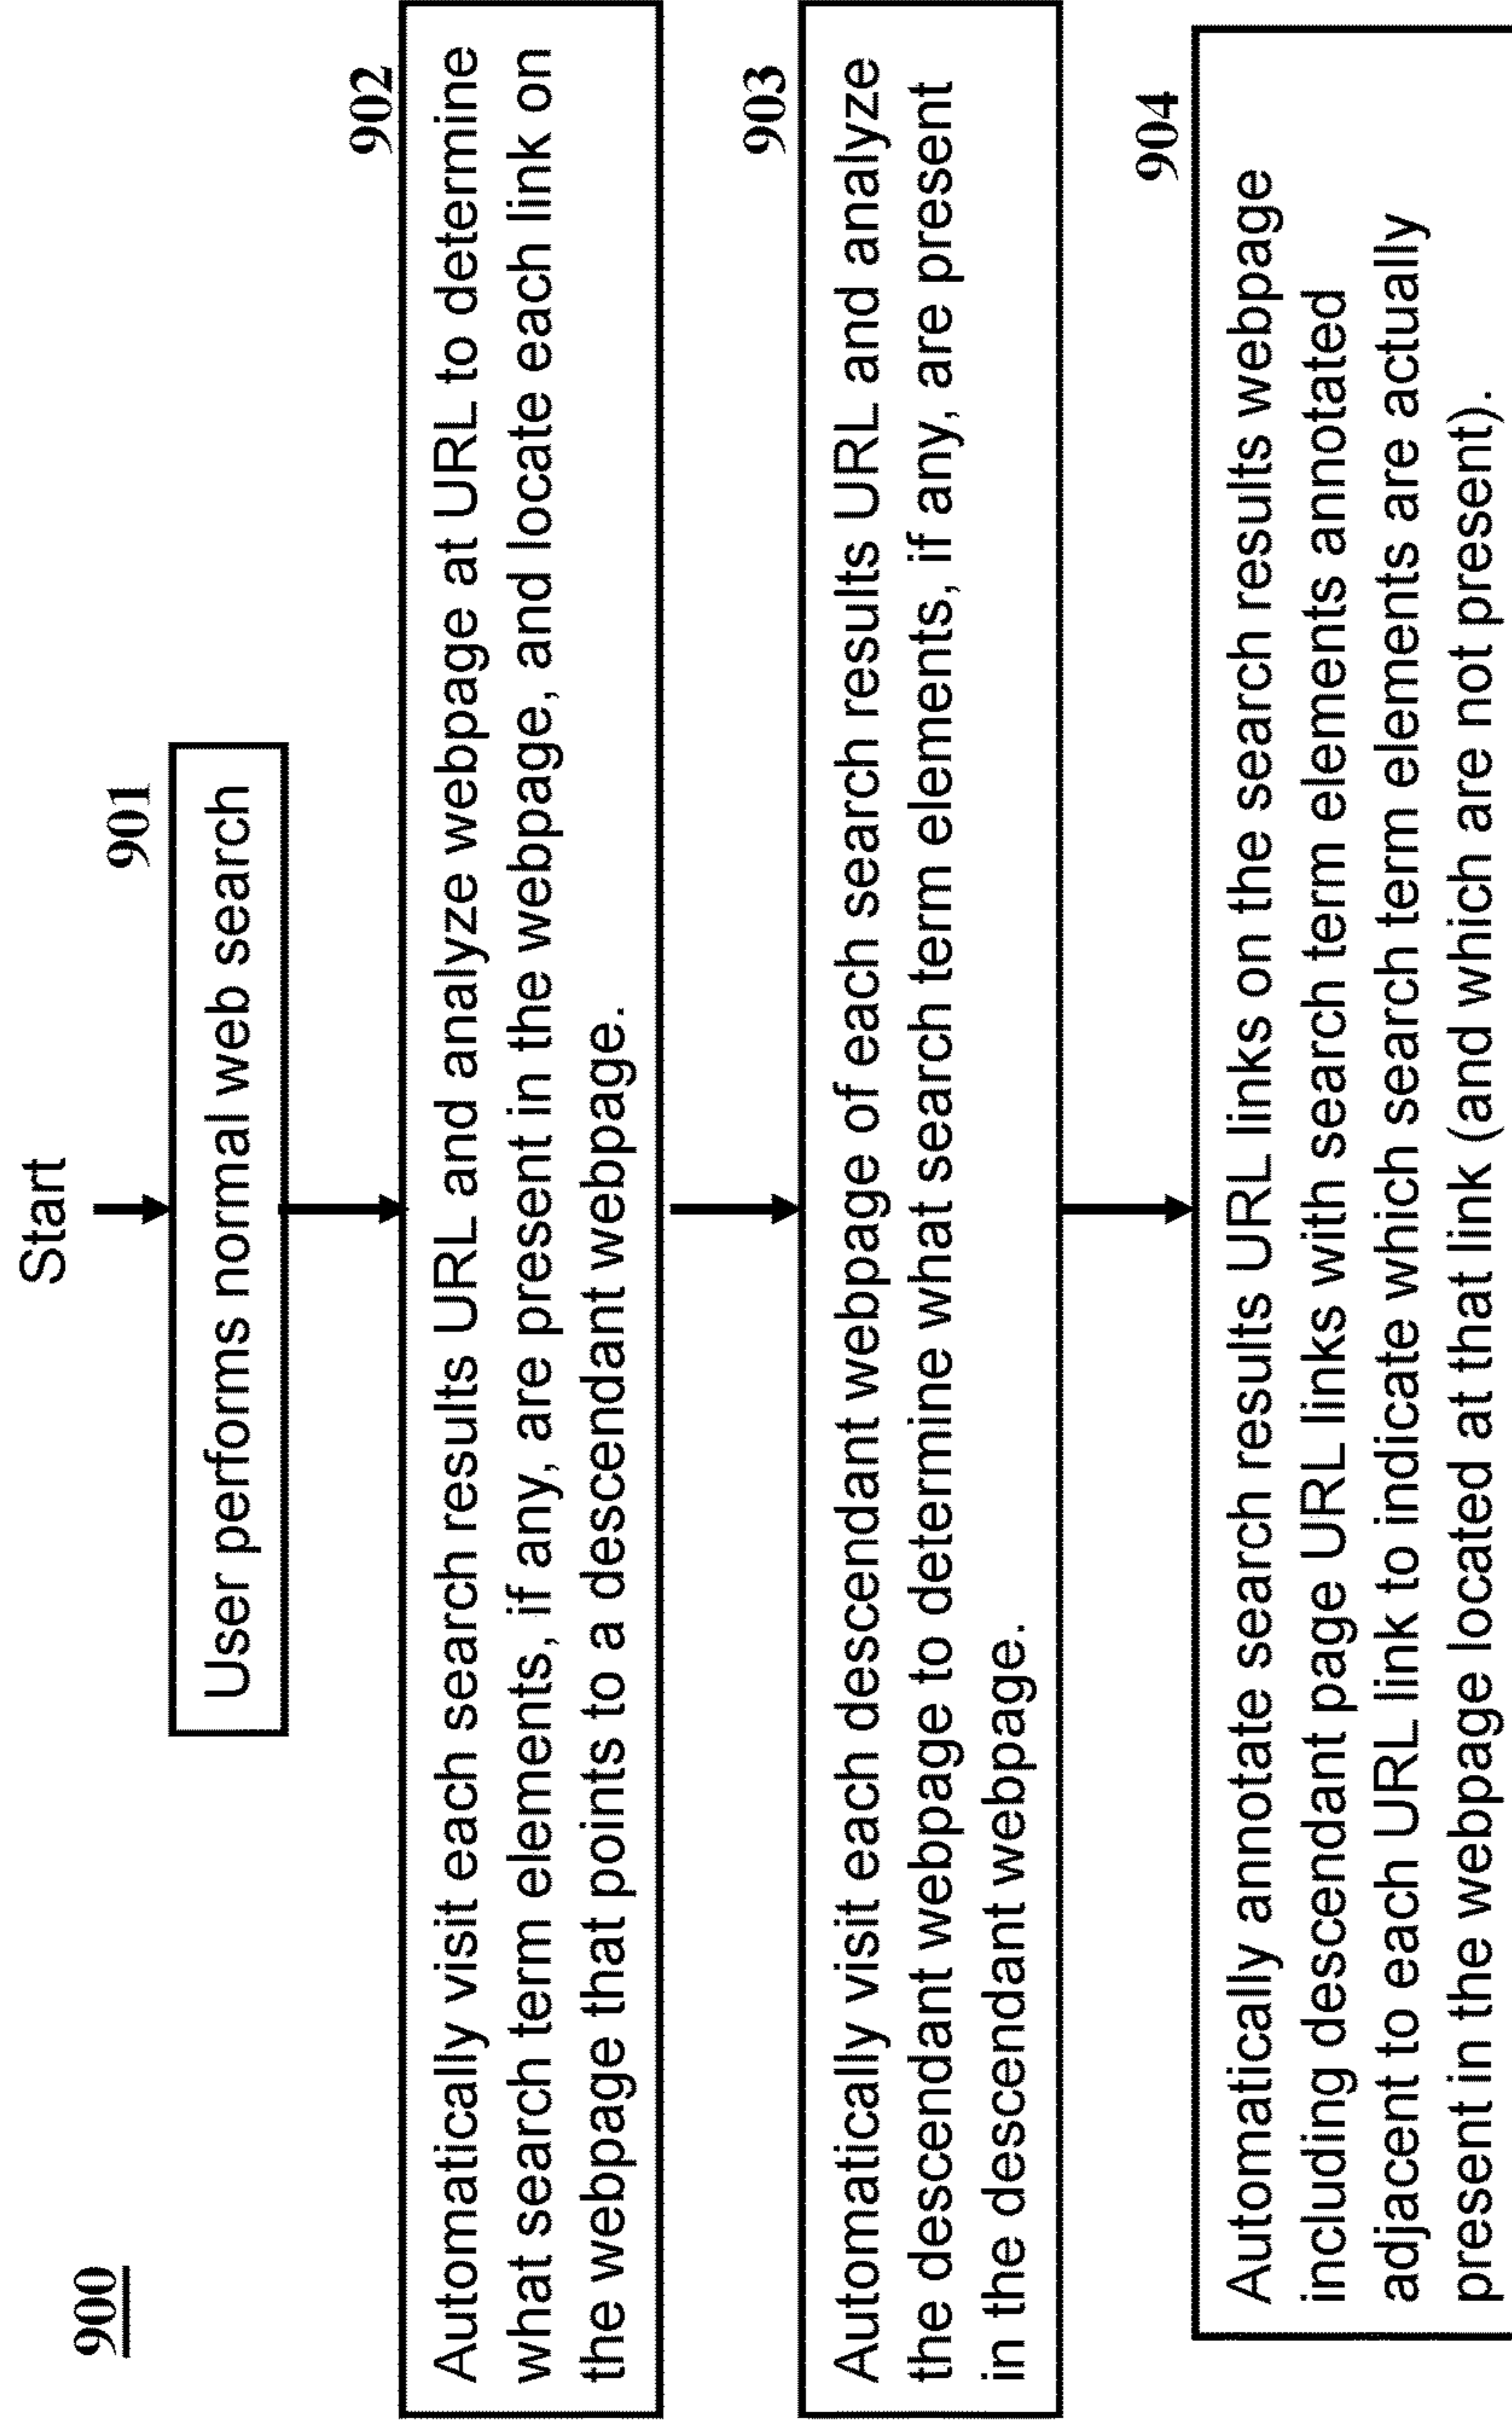 900
Start
901
User performs normal web search
902
Automatically visit each search results URL and analyze webpage at URL to determine
what search term elements, if any, are present in the webpage, and locate each link on
the webpage that points to a descendant webpage.
903
Automatically visit each descendant webpage of each search results URL and analyze
the descendant webpage to determine what search term elements, if any, are present
in the descendant webpage.
904
Automatically annotate search results URL links on the search results webpage
including descendant page URL links with search term elements annotated
adjacent to each URL link to indicate which search term elements are actually
present in the webpage located at that link (and which are not present).